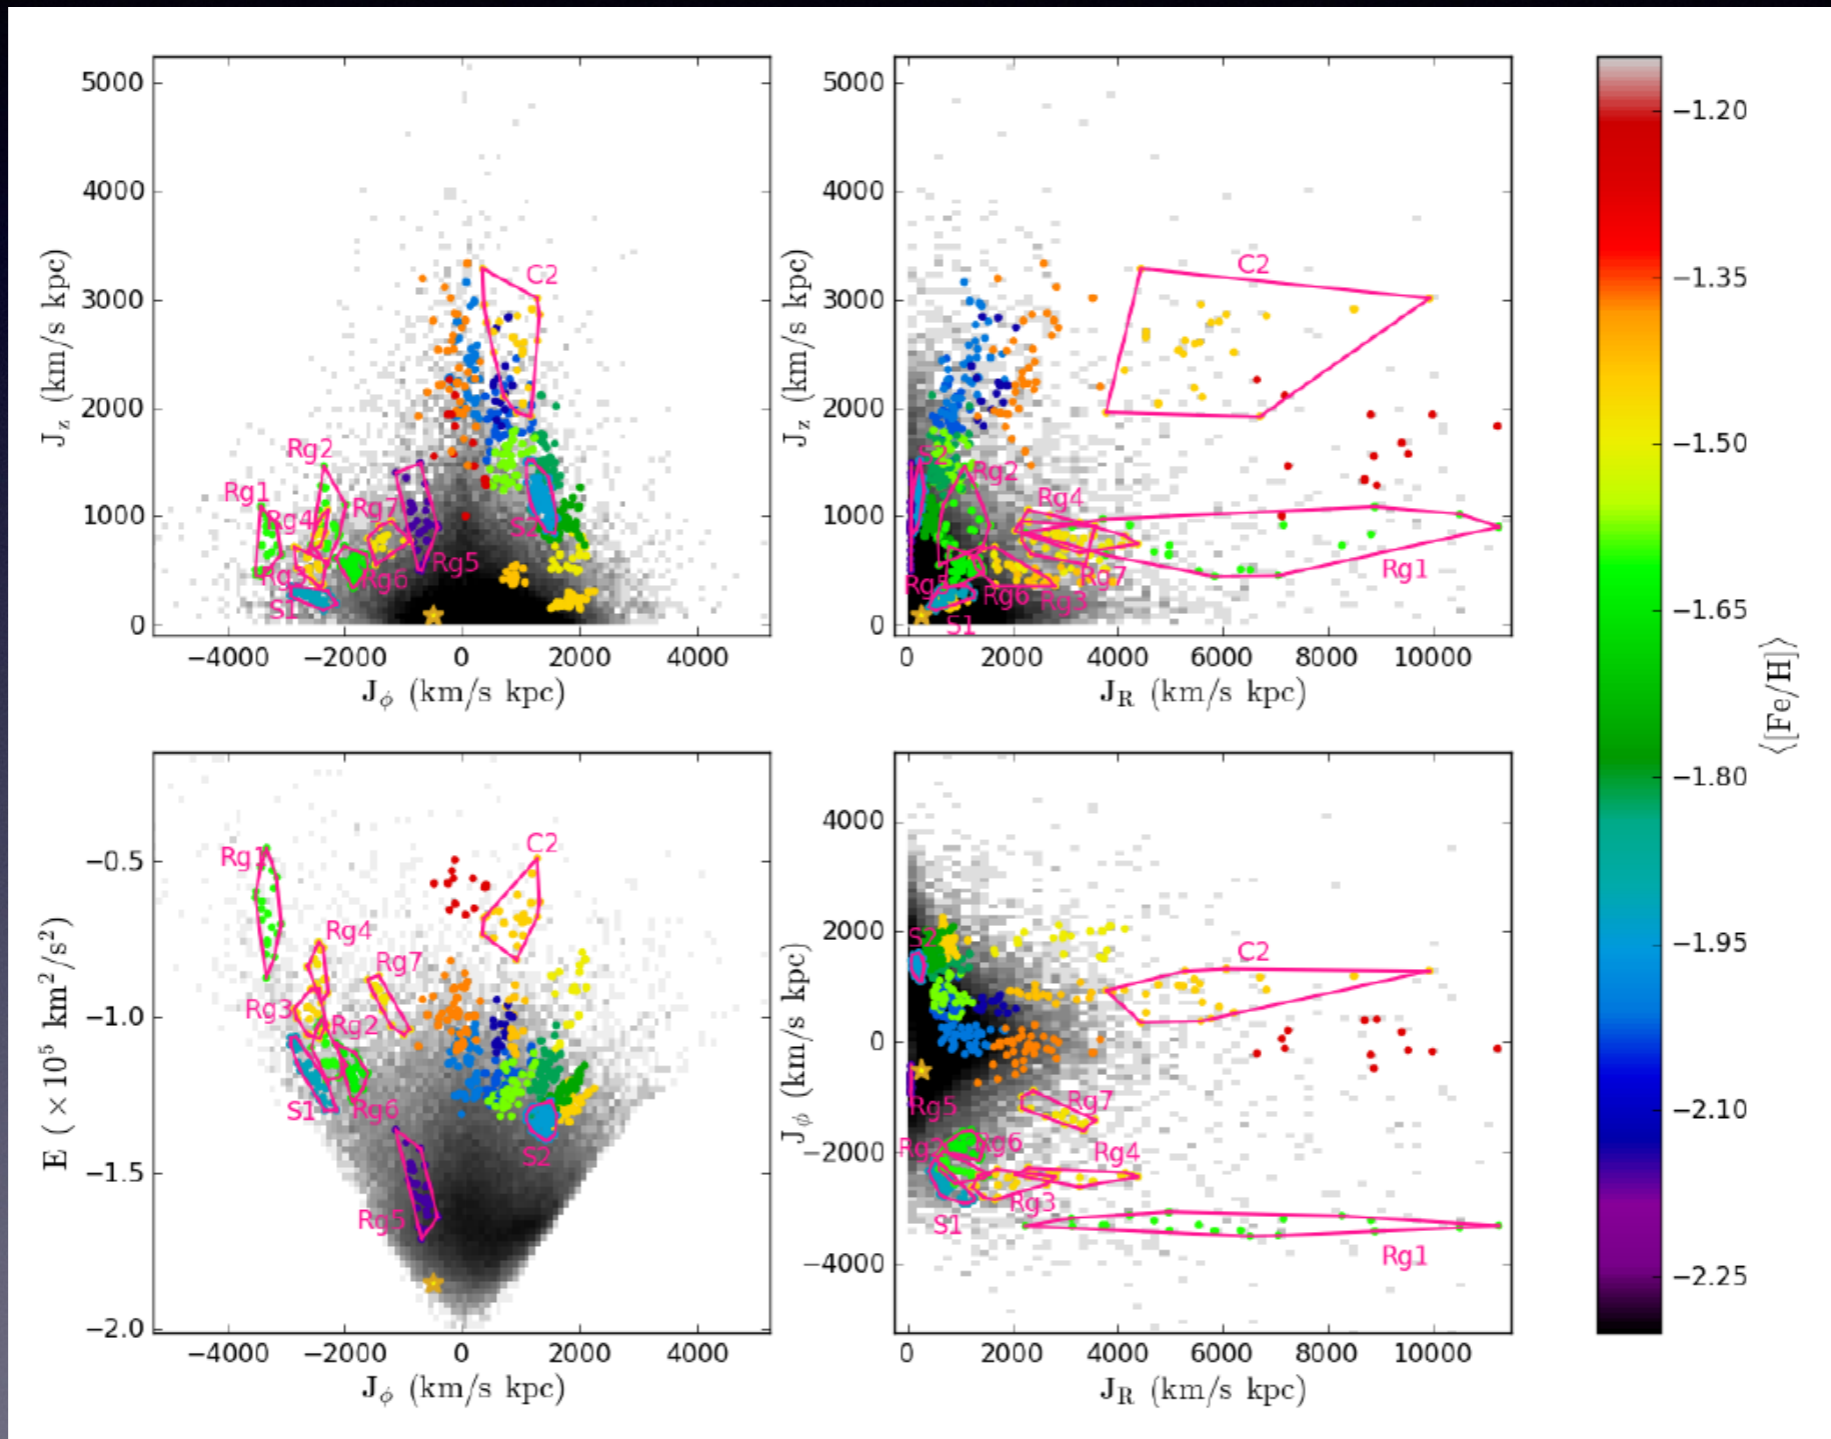 5000
4000
3000
2000
1000
0
J_z (km/s kpc)
C2
Rg2
Rg1
Rg4
Rg7
S2
Rg3
Rg6
Rg5
S1
−4000 −2000 0 2000 4000
J_ϕ (km/s kpc)
5000
4000
3000
2000
1000
0
J_z (km/s kpc)
C2
S2
Rg2
Rg4
Rg5
Rg6
Rg3
Rg7
Rg1
S1
0 2000 4000 6000 8000 10000
J_R (km/s kpc)
−0.5
−1.0
−1.5
−2.0
E (×10⁵ km²/s²)
Rg1
C2
Rg4
Rg7
Rg3
Rg2
S1
Rg6
S2
Rg5
−4000 −2000 0 2000 4000
J_ϕ (km/s kpc)
4000
2000
0
−2000
−4000
J_ϕ (km/s kpc)
S2
C2
Rg5
Rg7
Rg2
Rg6
Rg4
Rg3
S1
Rg1
0 2000 4000 6000 8000 10000
J_R (km/s kpc)
−1.20
−1.35
−1.50
−1.65
−1.80
−1.95
−2.10
−2.25
⟨[Fe/H]⟩